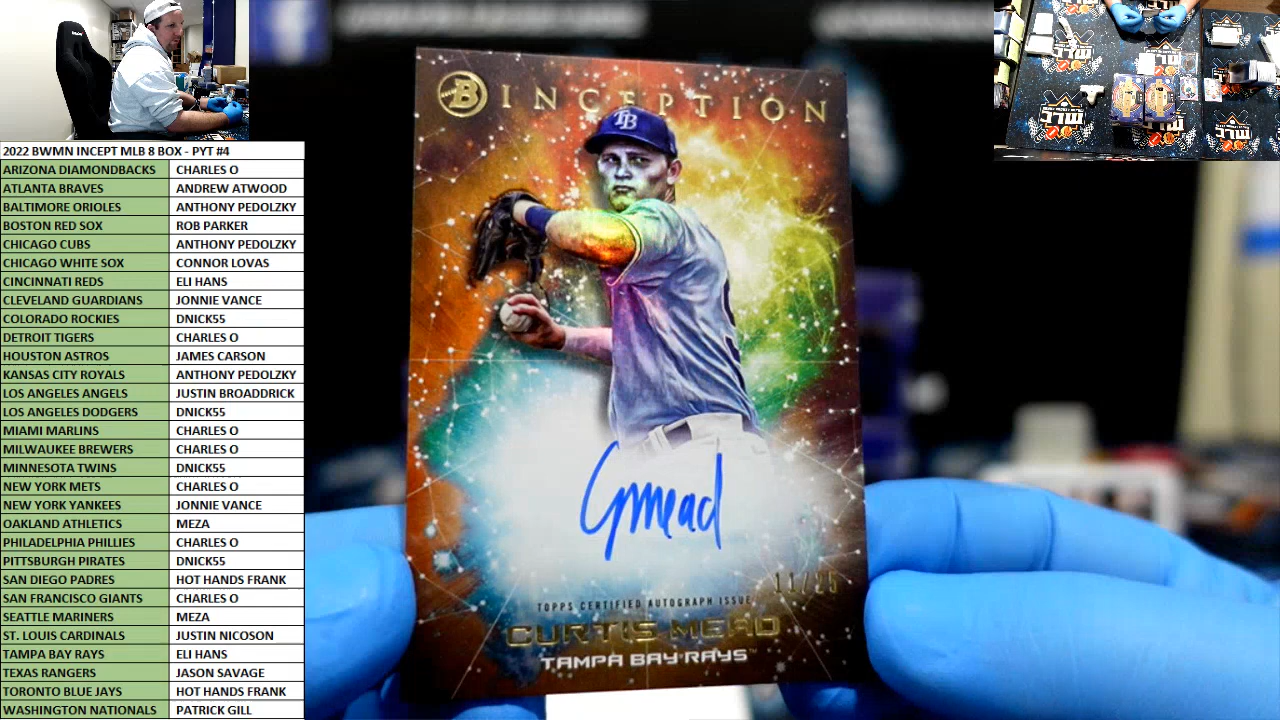 2022 BWMN INCEPT MLB 8 BOX - PYT #4
ARIZONA DIAMONDBACKS CHARLES O
ATLANTA BRAVES ANDREW ATWOOD
BALTIMORE ORIOLES ANTHONY PEDOLZKY
BOSTON RED SOX ROB PARKER
CHICAGO CUBS ANTHONY PEDOLZKY
CHICAGO WHITE SOX CONNOR LOVAS
CINCINNATI REDS ELI HANS
CLEVELAND GUARDIANS JONNIE VANCE
COLORADO ROCKIES DNICK55
DETROIT TIGERS CHARLES O
HOUSTON ASTROS JAMES CARSON
KANSAS CITY ROYALS ANTHONY PEDOLZKY
LOS ANGELES ANGELS JUSTIN BROADDRICK
LOS ANGELES DODGERS DNICK55
MIAMI MARLINS CHARLES O
MILWAUKEE BREWERS CHARLES O
MINNESOTA TWINS DNICK55
NEW YORK METS CHARLES O
NEW YORK YANKEES JONNIE VANCE
OAKLAND ATHLETICS MEZA
PHILADELPHIA PHILLIES CHARLES O
PITTSBURGH PIRATES DNICK55
SAN DIEGO PADRES HOT HANDS FRANK
SAN FRANCISCO GIANTS CHARLES O
SEATTLE MARINERS MEZA
ST. LOUIS CARDINALS JUSTIN NICOSON
TAMPA BAY RAYS ELI HANS
TEXAS RANGERS JASON SAVAGE
TORONTO BLUE JAYS HOT HANDS FRANK
WASHINGTON NATIONALS PATRICK GILL
B INCEPTION
TB
CMead
11/25
TOPPS CERTIFIED AUTOGRAPH ISSUE
CURTIS MEAD
TAMPA BAY RAYS™
JTW
JTW
JTW